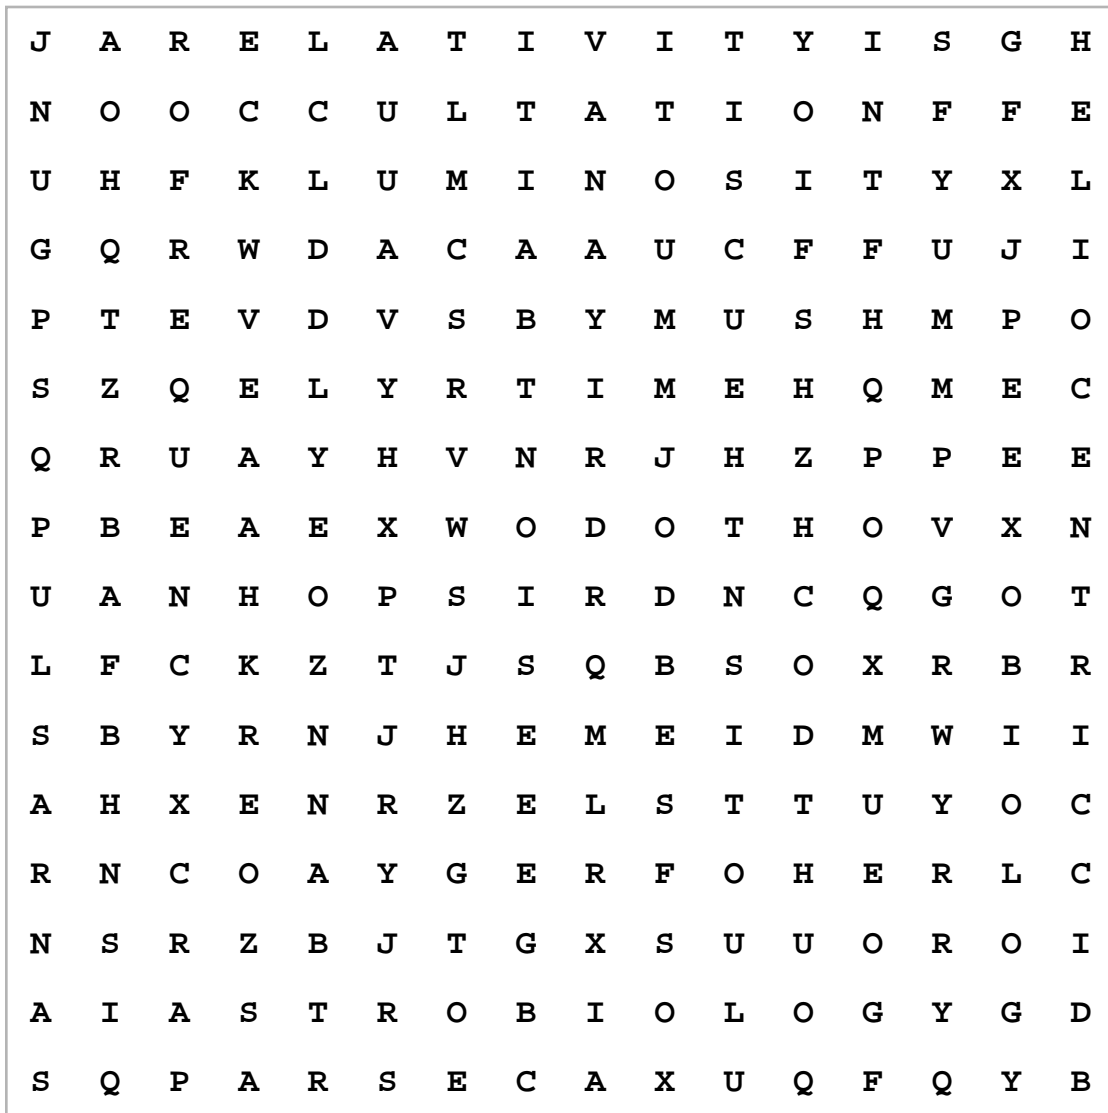 J A R E L A T I V I T Y I S G H
N O O C C U L T A T I O N F F E
U H F K L U M I N O S I T Y X L
G Q R W D A C A A U C F F U J I
P T E V D V S B Y M U S H M P O
S Z Q E L Y R T I M E H Q M E C
Q R U A Y H V N R J H Z P P E E
P B E A E X W O D O T H O V X N
U A N H O P S I R D N C Q G O T
L F C K Z T J S Q B S O X R B R
S B Y R N J H E M E I D M W I I
A H X E N R Z E L S T T U Y O C
R N C O A Y G E R F O H E R L C
N S R Z B J T G X S U U O R O I
A I A S T R O B I O L O G Y G D
S Q P A R S E C A X U Q F Q Y B